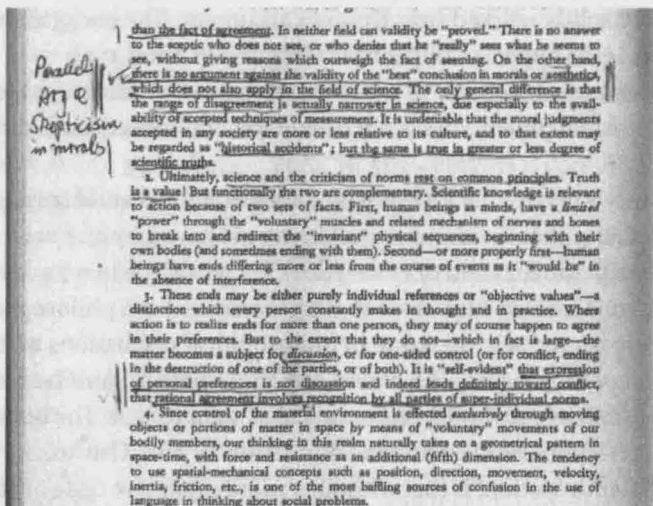 than the fact of agreement. In neither field can validity be "proved." There is no answer
to the sceptic who does not see, or who denies that he "really" sees what he seems to
see, without giving reasons which outweigh the fact of seeming. On the other hand,
there is no argument against the validity of the "best" conclusion in morals or aesthetics,
which does not also apply in the field of science. The only general difference is that
the range of disagreement is actually narrower in science, due especially to the avail-
ability of accepted techniques of measurement. It is undeniable that the moral judgments
accepted in any society are more or less relative to its culture, and to that extent may
be regarded as "historical accidents"; but the same is true in greater or less degree of
scientific truths.
Parallel
Arg
Skepticism
in morals
2. Ultimately, science and the criticism of norms rest on common principles. Truth
is a value! But functionally the two are complementary. Scientific knowledge is relevant
to action because of two sets of facts. First, human beings as minds, have a limited
"power" through the "voluntary" muscles and related mechanism of nerves and bones
to break into and redirect the "invariant" physical sequences, beginning with their
own bodies (and sometimes ending with them). Second—or more properly first—human
beings have ends differing more or less from the course of events as it "would be" in
the absence of interference.
3. These ends may be either purely individual references or "objective values"—a
distinction which every person constantly makes in thought and in practice. Where
action is to realize ends for more than one person, they may of course happen to agree
in their preferences. But to the extent that they do not—which in fact is large—the
matter becomes a subject for discussion, or for one-sided control (or for conflict, ending
in the destruction of one of the parties, or of both). It is "self-evident" that expression
of personal preferences is not discussion and indeed leads definitely toward conflict,
that rational agreement involves recognition by all parties of super-individual norms.
4. Since control of the material environment is effected exclusively through moving
objects or portions of matter in space by means of "voluntary" movements of our
bodily members, our thinking in this realm naturally takes on a geometrical pattern in
space-time, with force and resistance as an additional (fifth) dimension. The tendency
to use spatial-mechanical concepts such as position, direction, movement, velocity,
inertia, friction, etc., is one of the most baffling sources of confusion in the use of
language in thinking about social problems.